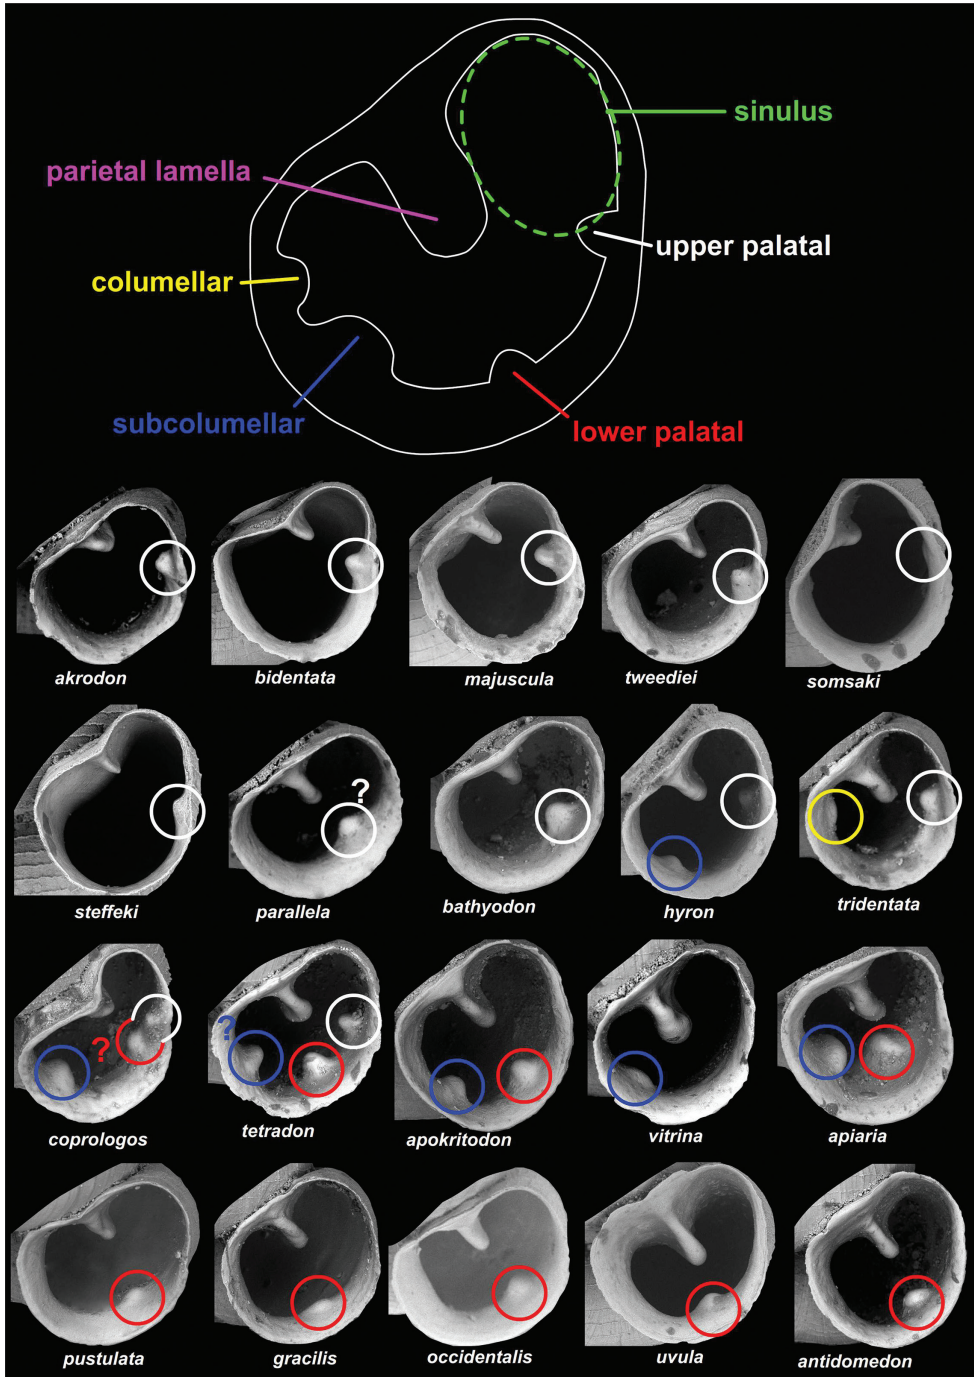 sinulus
parietal lamella
upper palatal
columellar
subcolumellar
lower palatal
akrodon bidentata majuscula tweediei somsaki
?
steffeki parallela bathyodon hyron tridentata
? ?
coprologos tetradon apokritodon vitrina apiaria
pustulata gracilis occidentalis uvula antidomedon